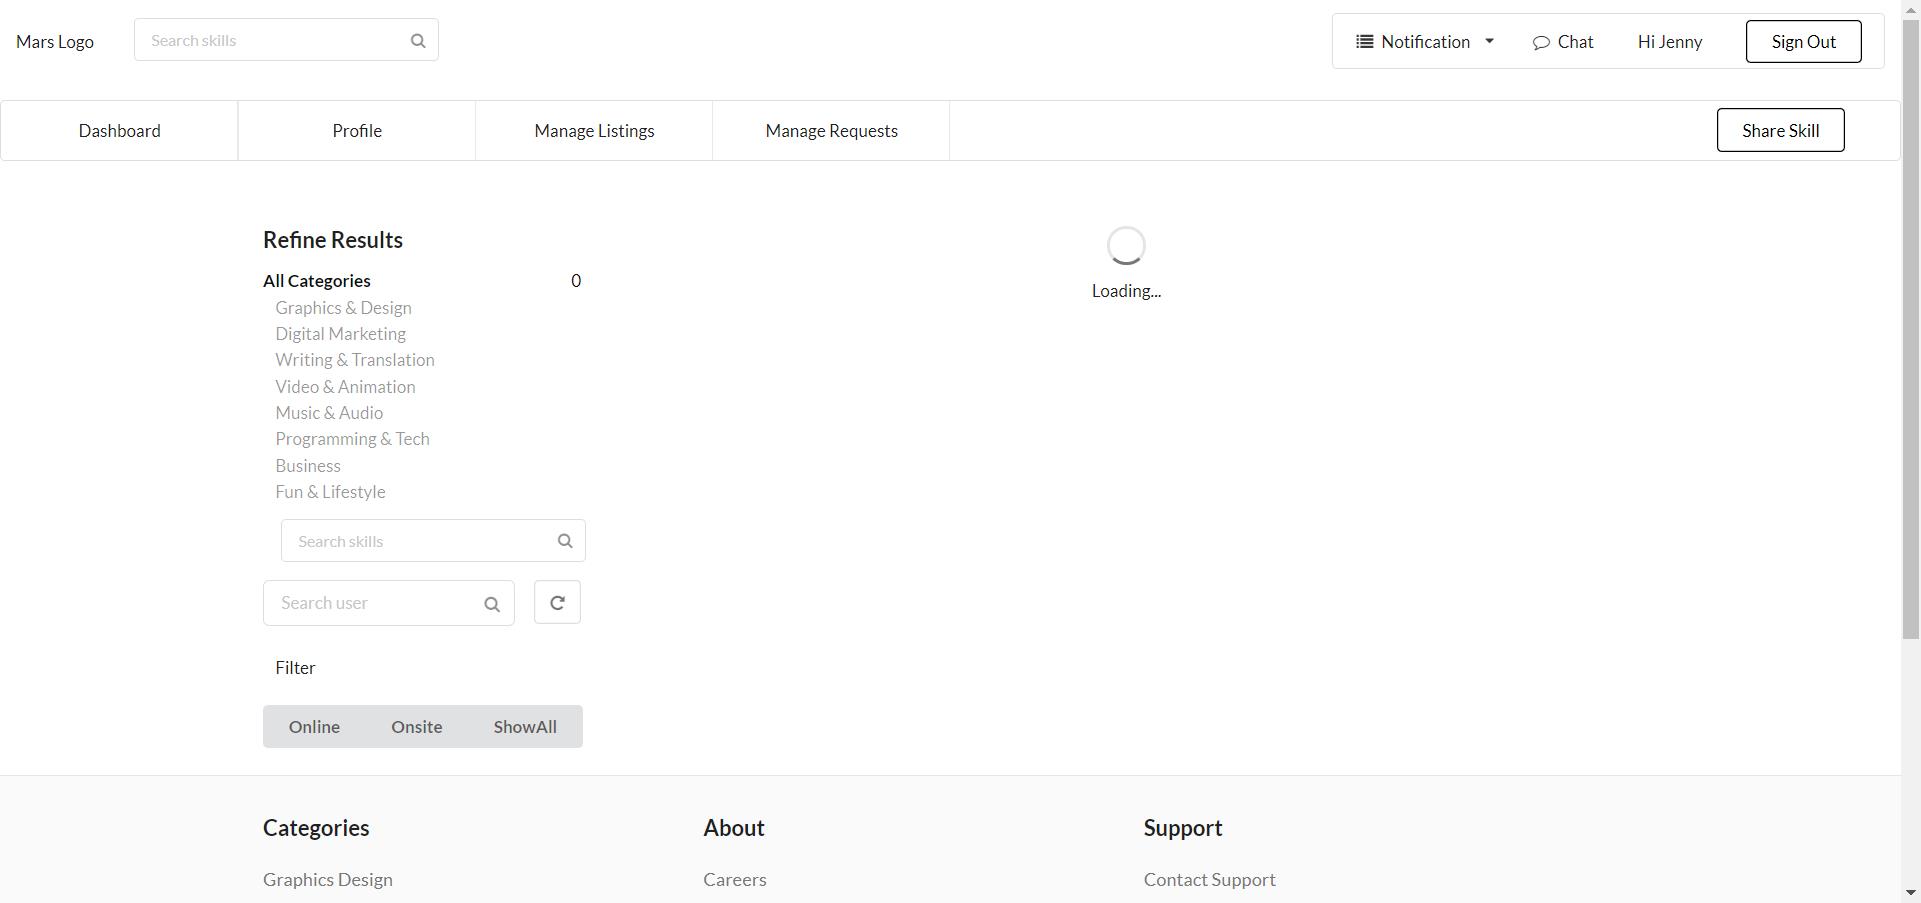 Mars Logo
Search skills
Notification
Chat
Hi Jenny
Sign Out
Dashboard
Profile
Manage Listings
Manage Requests
Share Skill
Refine Results
All Categories 0
Graphics & Design
Digital Marketing
Writing & Translation
Video & Animation
Music & Audio
Programming & Tech
Business
Fun & Lifestyle
Search skills
Search user
Filter
Online
Onsite
ShowAll
Loading...
Categories
Graphics Design
About
Careers
Support
Contact Support